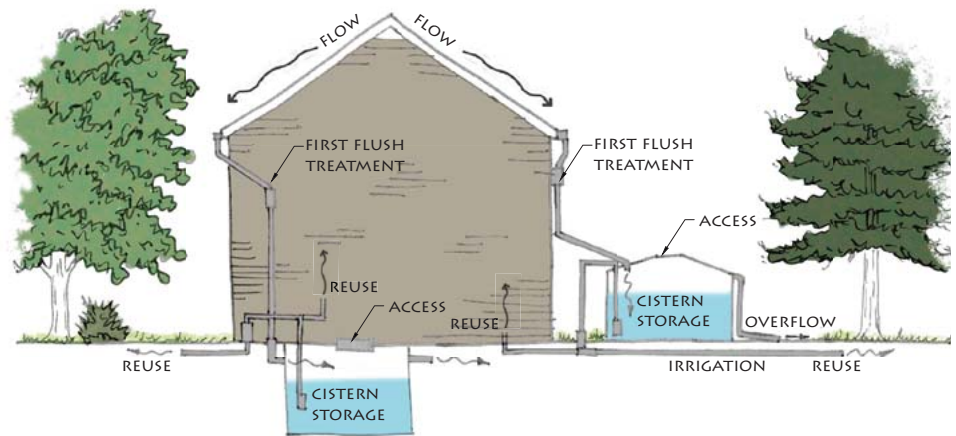 FLOW
FLOW
FIRST FLUSH
TREATMENT
FIRST FLUSH
TREATMENT
ACCESS
REUSE
ACCESS
REUSE
CISTERN
STORAGE
OVERFLOW
REUSE
IRRIGATION
REUSE
CISTERN
STORAGE